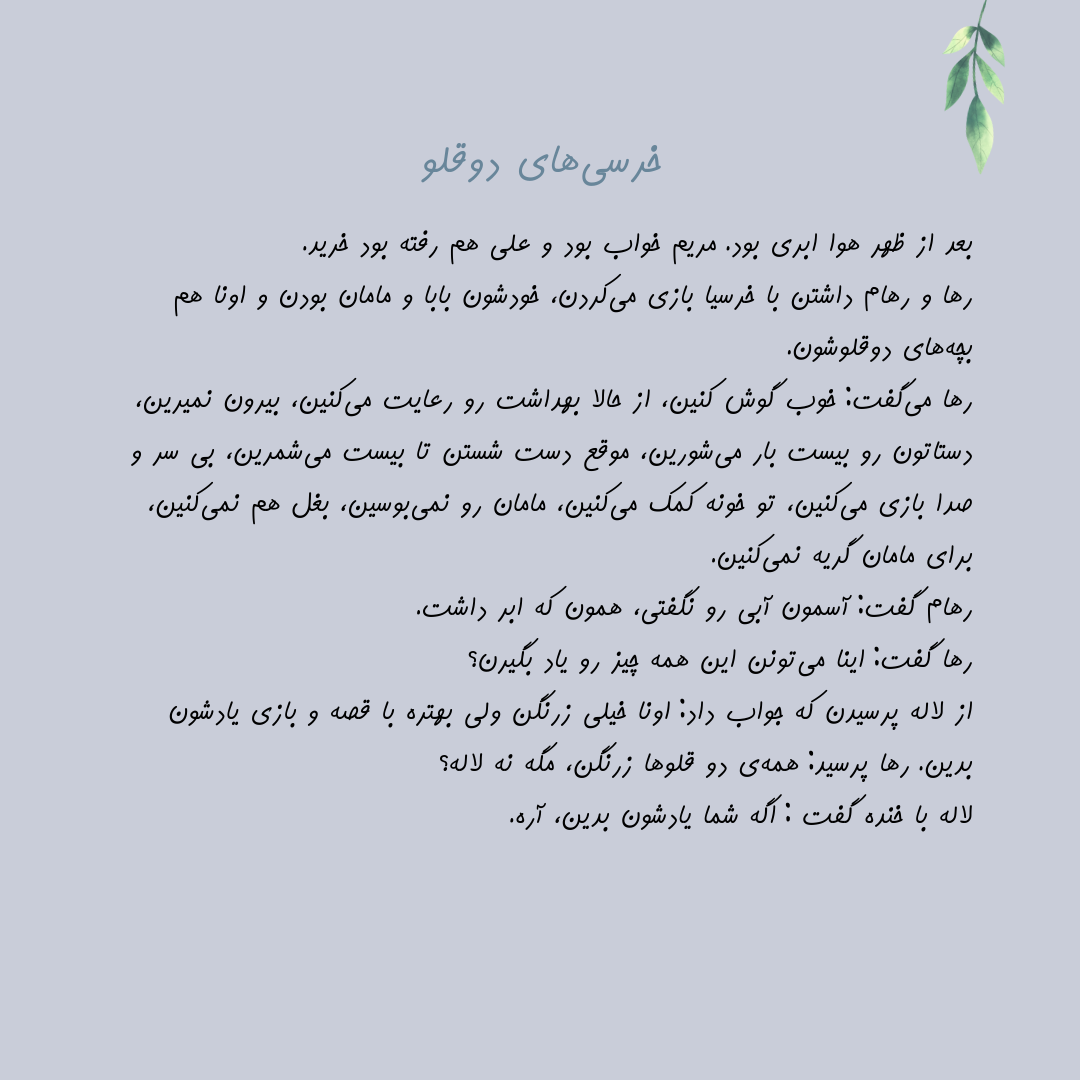 خرسی‌های دوقلو
بعد از ظهر هوا ابری بود. مریم خواب بود و علی هم رفته بود خرید.
رها و رهام داشتن با خرسیا بازی می‌کردن، خودشون بابا و مامان بودن و اونا هم
بچه‌های دوقلوشون.
رها می‌گفت: خوب گوش کنین، از حالا بهداشت رو رعایت می‌کنین، بیرون نمیرین،
دستاتون رو بیست بار می‌شورین، موقع دست شستن تا بیست می‌شمرین، بی سر و
صدا بازی می‌کنین، تو خونه کمک می‌کنین، مامان رو نمی‌بوسین، بغل هم نمی‌کنین،
برای مامان گریه نمی‌کنین.
رهام گفت: آسمون آبی رو نگفتی، همون که ابر داشت.
رها گفت: اینا می‌تونن این همه چیز رو یاد بگیرن؟
از لاله پرسیدن که جواب داد: اونا خیلی زرنگن ولی بهتره با قصه و بازی یادشون
بدین. رها پرسید: همه‌ی دو قلوها زرنگن، مگه نه لاله؟
لاله با خنده گفت : اگه شما یادشون بدین، آره.